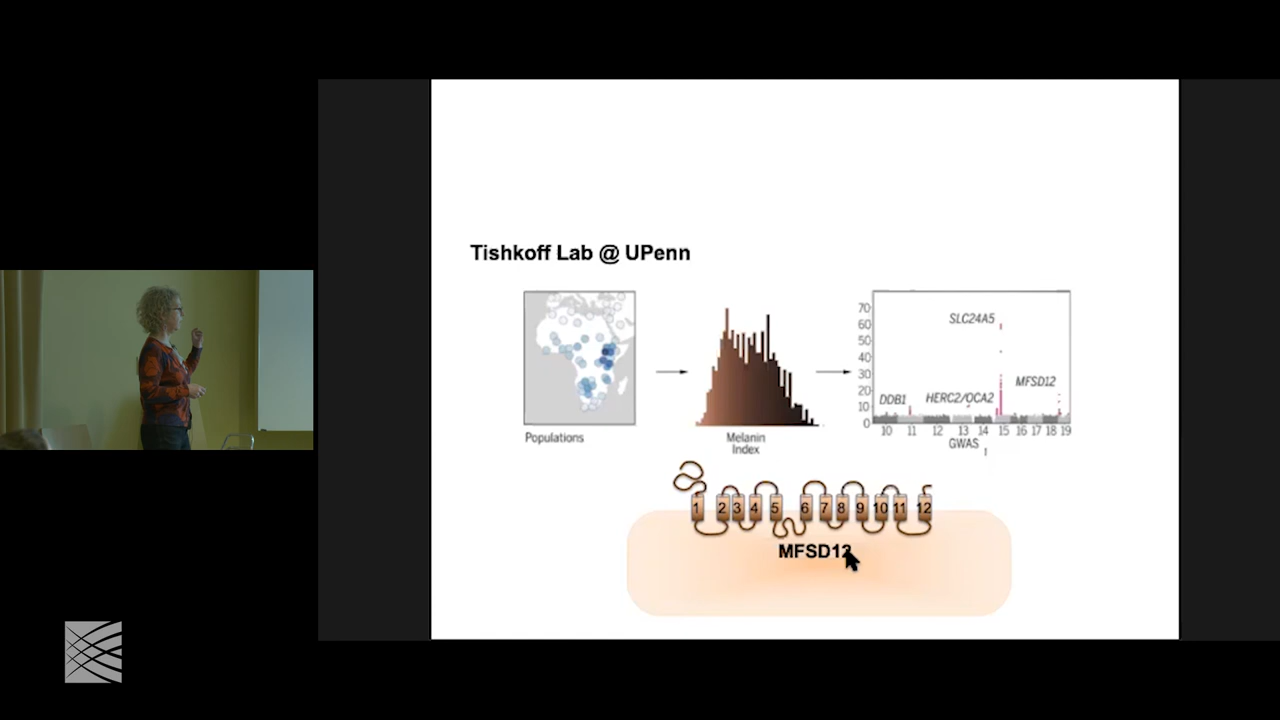 Tishkoff Lab @ UPenn
Populations
Melanin
Index
70
60
50
40
30
20
10
0
SLC24A5
MFSD12
DDB1
HERC2/OCA2
10 11 12 13 14 15 16 17 18 19
GWAS
1 2 3 4 5 6 7 8 9 10 11 12
MFSD12